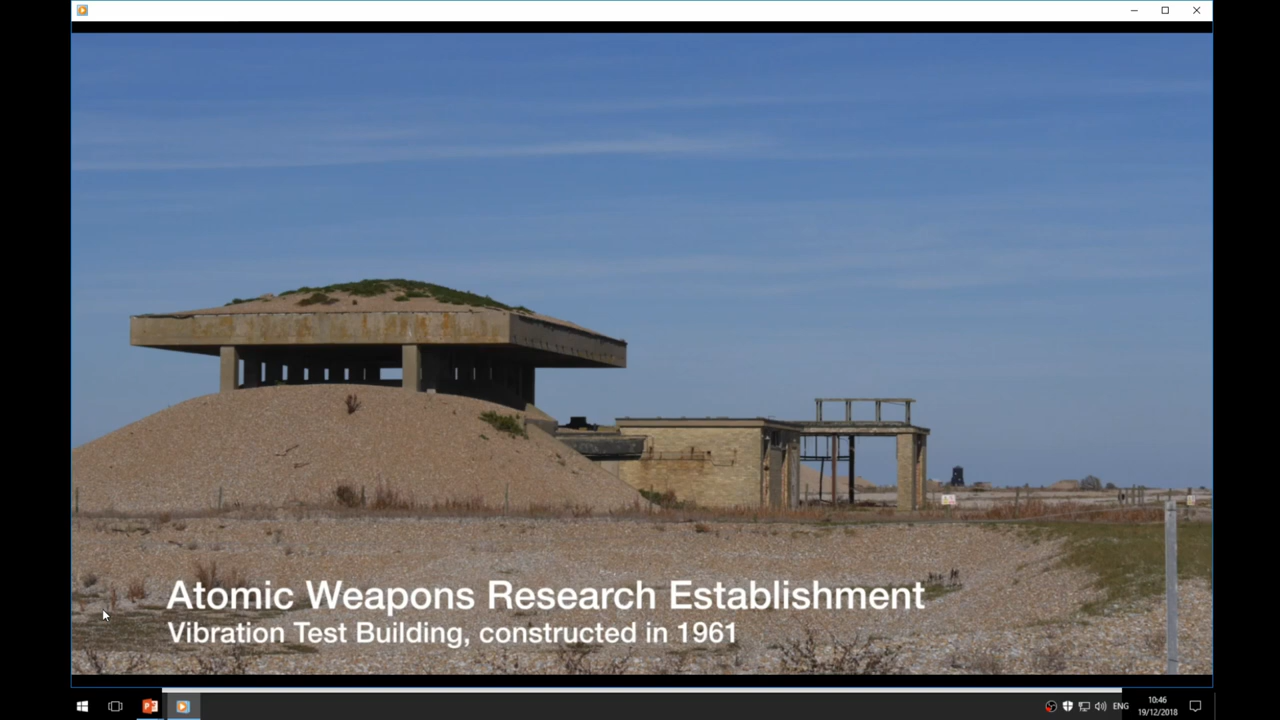 Atomic Weapons Research Establishment
Vibration Test Building, constructed in 1961
ENG
10:46
19/12/2018